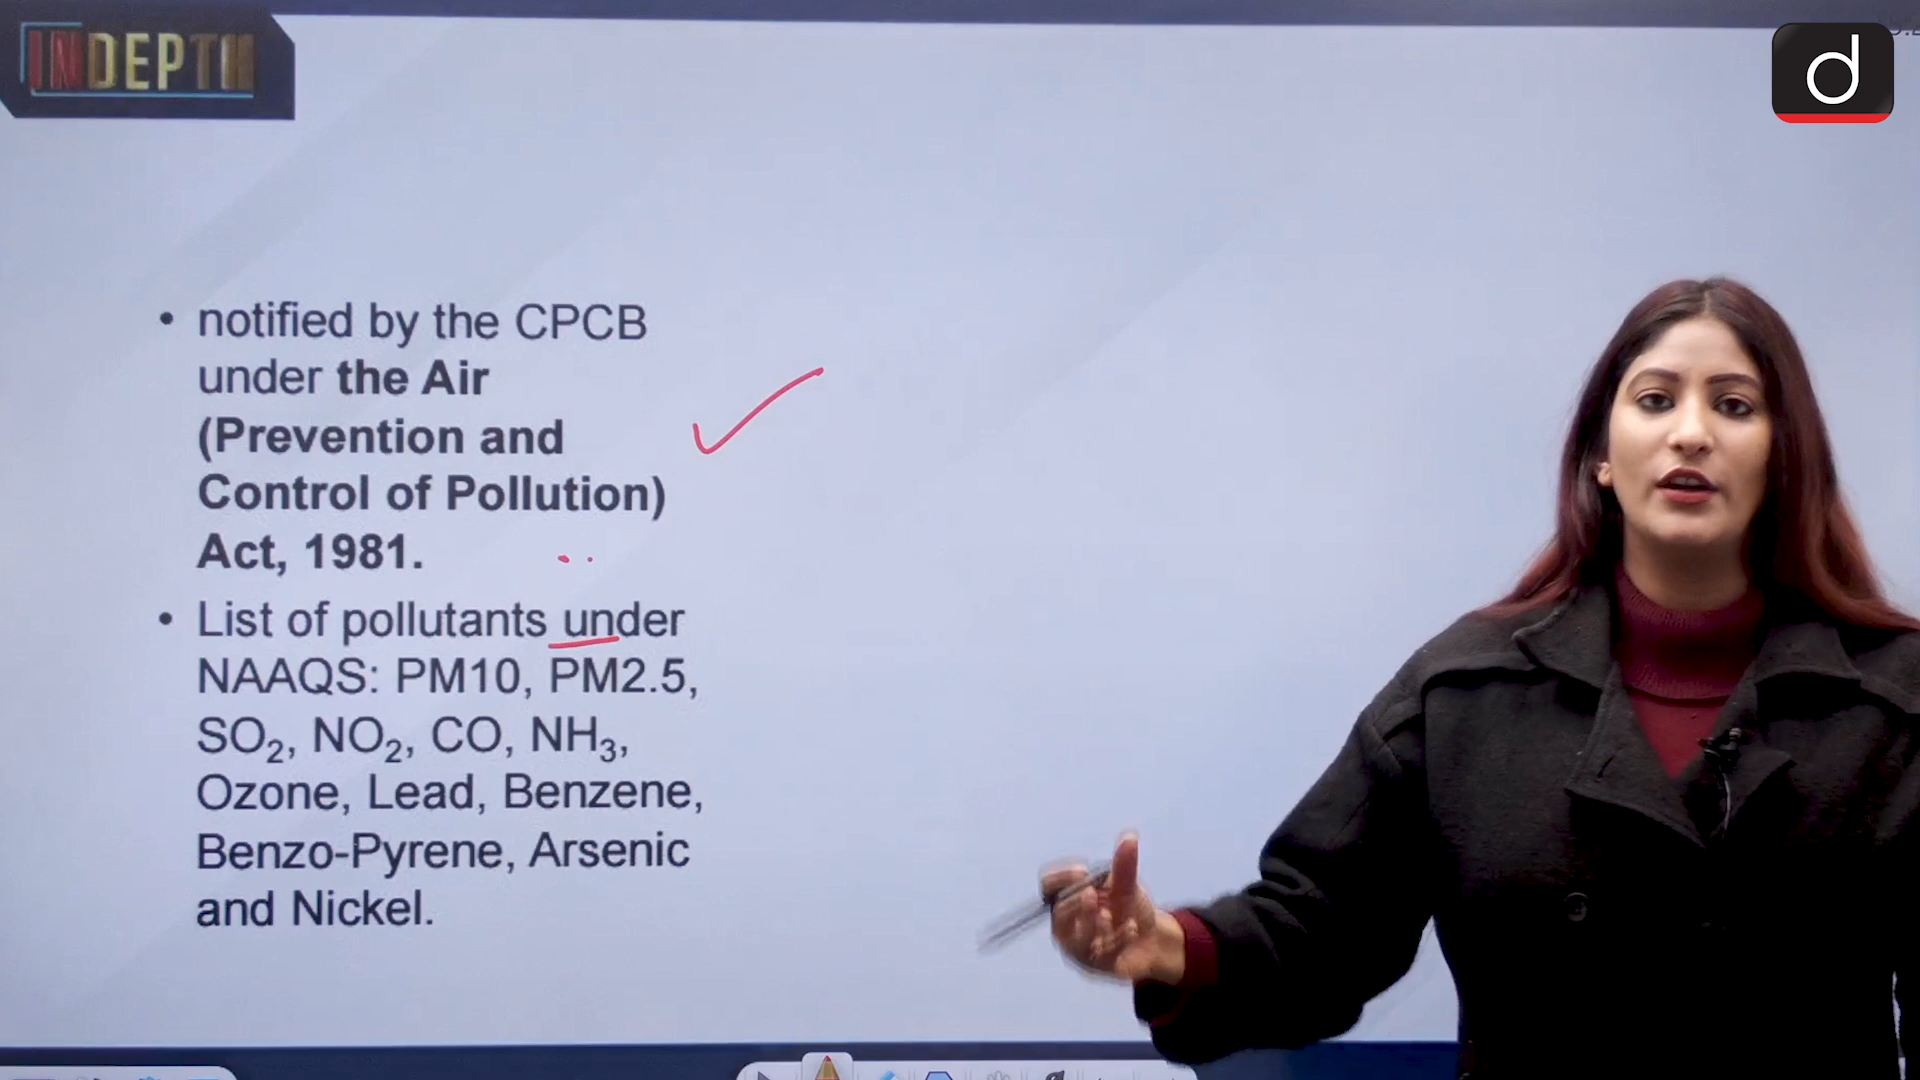 INDEPTH
d
• notified by the CPCB
under the Air
(Prevention and
Control of Pollution)
Act, 1981.
• List of pollutants under
NAAQS: PM10, PM2.5,
SO₂, NO₂, CO, NH₃,
Ozone, Lead, Benzene,
Benzo-Pyrene, Arsenic
and Nickel.